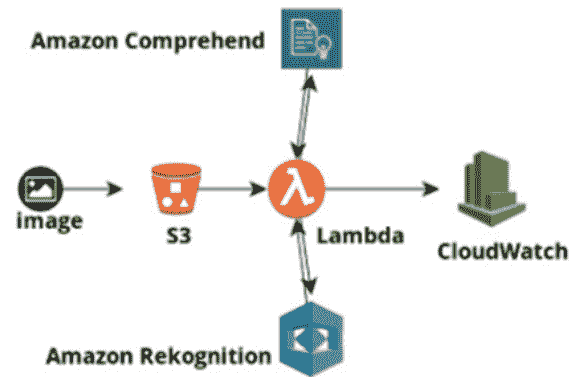 Amazon Comprehend
image
S3
Lambda
CloudWatch
Amazon Rekognition